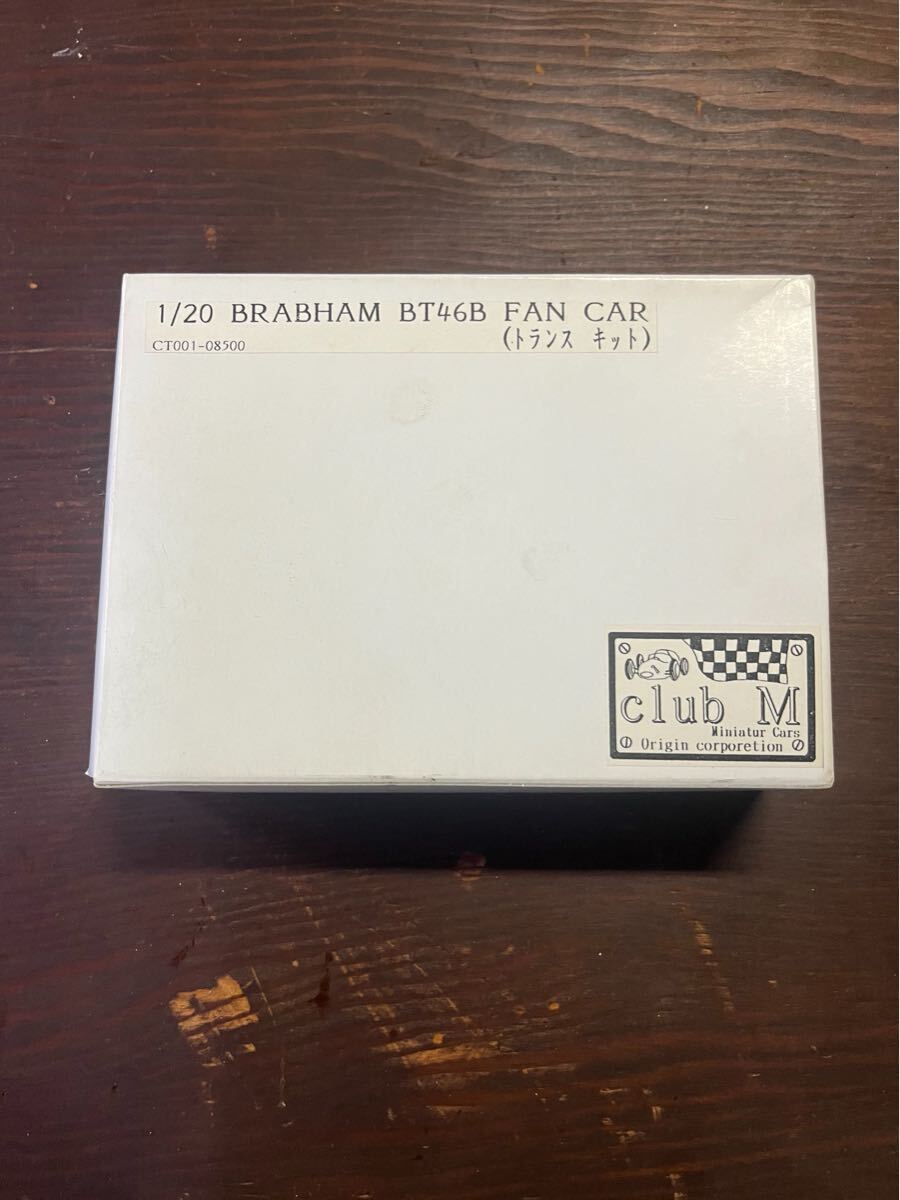 1/20 BRABHAM BT46B FAN CAR
CT001-08500 (トランス キット)
club M
Miniatur Cars
Origin corporetion